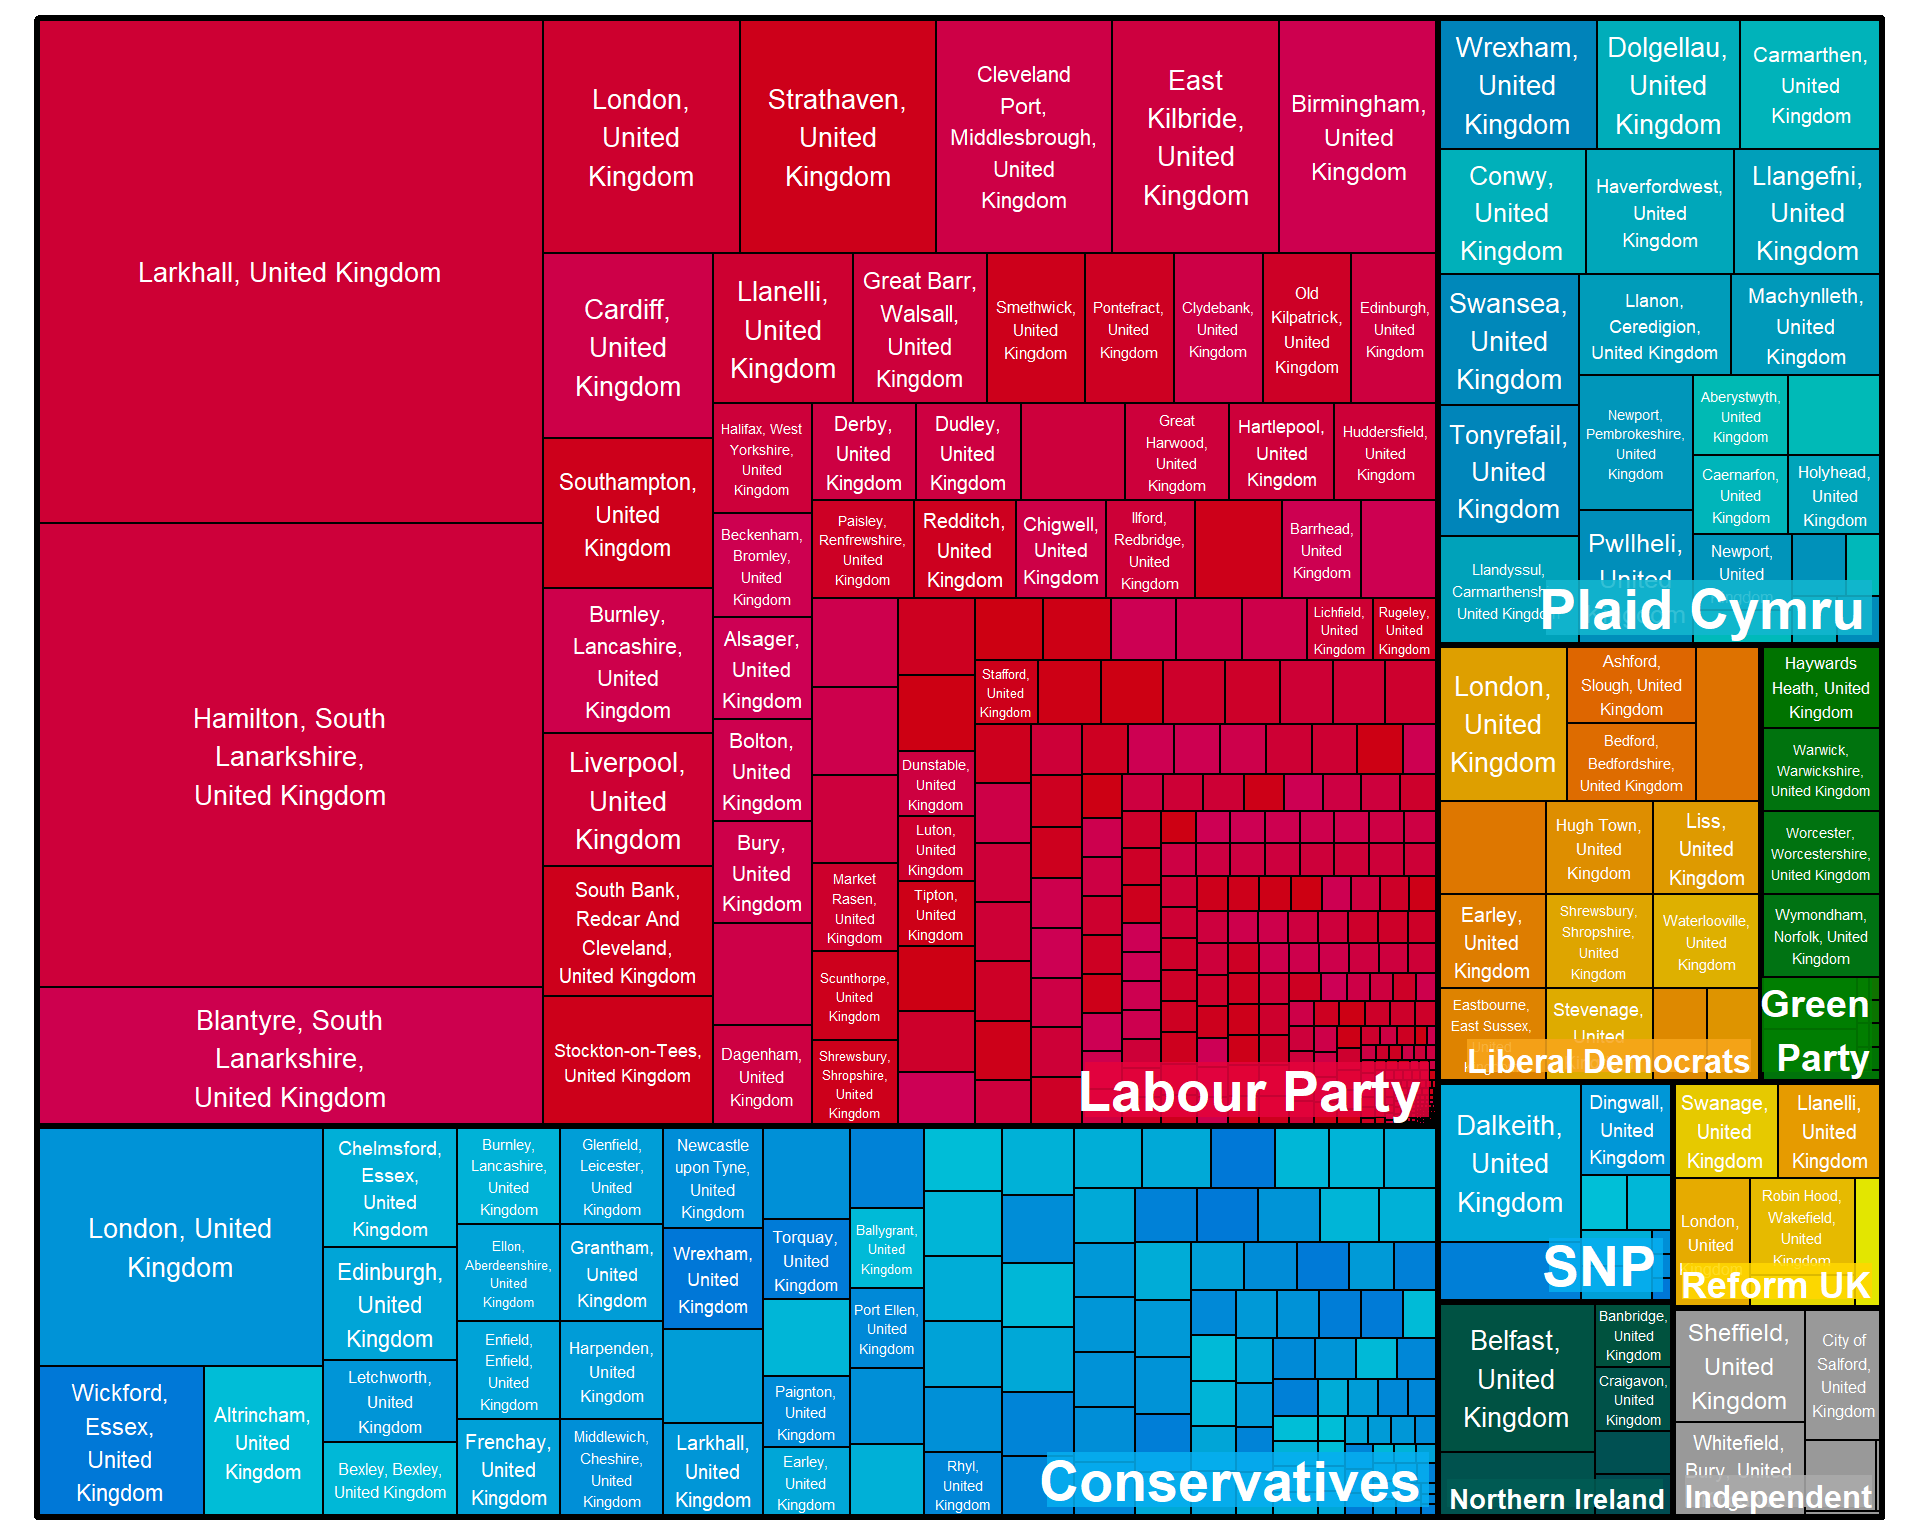 Larkhall, United Kingdom
Hamilton, South
Lanarkshire,
United Kingdom
Blantyre, South
Lanarkshire,
United Kingdom
London,
United
Kingdom
Strathaven,
United
Kingdom
Cleveland
Port,
Middlesbrough,
United
Kingdom
East
Kilbride,
United
Kingdom
Birmingham,
United
Kingdom
Cardiff,
United
Kingdom
Llanelli,
United
Kingdom
Great Barr,
Walsall,
United
Kingdom
Smethwick,
United
Kingdom
Pontefract,
United
Kingdom
Clydebank,
United
Kingdom
Old
Kilpatrick,
United
Kingdom
Edinburgh,
United
Kingdom
Southampton,
United
Kingdom
Burnley,
Lancashire,
United
Kingdom
Liverpool,
United
Kingdom
South Bank,
Redcar And
Cleveland,
United Kingdom
Stockton-on-Tees,
United Kingdom
Halifax, West
Yorkshire,
United
Kingdom
Beckenham,
Bromley,
United
Kingdom
Alsager,
United
Kingdom
Bolton,
United
Kingdom
Bury,
United
Kingdom
Dagenham,
United
Kingdom
Derby,
United
Kingdom
Dudley,
United
Kingdom
Great
Harwood,
United
Kingdom
Hartlepool,
United
Kingdom
Huddersfield,
United
Kingdom
Paisley,
Renfrewshire,
United
Kingdom
Redditch,
United
Kingdom
Chigwell,
United
Kingdom
Ilford,
Redbridge,
United
Kingdom
Barrhead,
United
Kingdom
Lichfield,
United
Kingdom
Rugeley,
United
Kingdom
Stafford,
United
Kingdom
Dunstable,
United
Kingdom
Luton,
United
Kingdom
Tipton,
United
Kingdom
Market
Rasen,
United
Kingdom
Scunthorpe,
United
Kingdom
Shrewsbury,
Shropshire,
United
Kingdom
Labour Party
London, United
Kingdom
Wickford,
Essex,
United
Kingdom
Altrincham,
United
Kingdom
Chelmsford,
Essex,
United
Kingdom
Edinburgh,
United
Kingdom
Letchworth,
United
Kingdom
Bexley, Bexley,
United Kingdom
Burnley,
Lancashire,
United
Kingdom
Ellon,
Aberdeenshire,
United
Kingdom
Enfield,
Enfield,
United
Kingdom
Frenchay,
United
Kingdom
Glenfield,
Leicester,
United
Kingdom
Grantham,
United
Kingdom
Harpenden,
United
Kingdom
Middlewich,
Cheshire,
United
Kingdom
Newcastle
upon Tyne,
United
Kingdom
Wrexham,
United
Kingdom
Larkhall,
United
Kingdom
Torquay,
United
Kingdom
Paignton,
United
Kingdom
Earley,
United
Kingdom
Ballygrant,
United
Kingdom
Port Ellen,
United
Kingdom
Rhyl,
United
Kingdom
Conservatives
Wrexham,
United
Kingdom
Dolgellau,
United
Kingdom
Carmarthen,
United
Kingdom
Conwy,
United
Kingdom
Haverfordwest,
United
Kingdom
Llangefni,
United
Kingdom
Swansea,
United
Kingdom
Llanon,
Ceredigion,
United Kingdom
Machynlleth,
United
Kingdom
Tonyrefail,
United
Kingdom
Newport,
Pembrokeshire,
United
Kingdom
Aberystwyth,
United
Kingdom
Caernarfon,
United
Kingdom
Holyhead,
United
Kingdom
Llandyssul,
Carmarthensh
United Kingdom
Pwllheli,
United
Newport,
United
Plaid Cymru
London,
United
Kingdom
Ashford,
Slough, United
Kingdom
Bedford,
Bedfordshire,
United Kingdom
Hugh Town,
United
Kingdom
Liss,
United
Kingdom
Earley,
United
Kingdom
Shrewsbury,
Shropshire,
United
Kingdom
Waterlooville,
United
Kingdom
Eastbourne,
East Sussex,
Stevenage,
United
Liberal Democrats
Haywards
Heath, United
Kingdom
Warwick,
Warwickshire,
United Kingdom
Worcester,
Worcestershire,
United Kingdom
Wymondham,
Norfolk, United
Kingdom
Green
Party
Dalkeith,
United
Kingdom
Dingwall,
United
Kingdom
SNP
Swanage,
United
Kingdom
Llanelli,
United
Kingdom
London,
United
Robin Hood,
Wakefield,
United
Kingdom
Reform UK
Belfast,
United
Kingdom
Banbridge,
United
Kingdom
Craigavon,
United
Kingdom
Northern Ireland
Sheffield,
United
Kingdom
City of
Salford,
United
Kingdom
Whitefield,
Bury, United
Independent